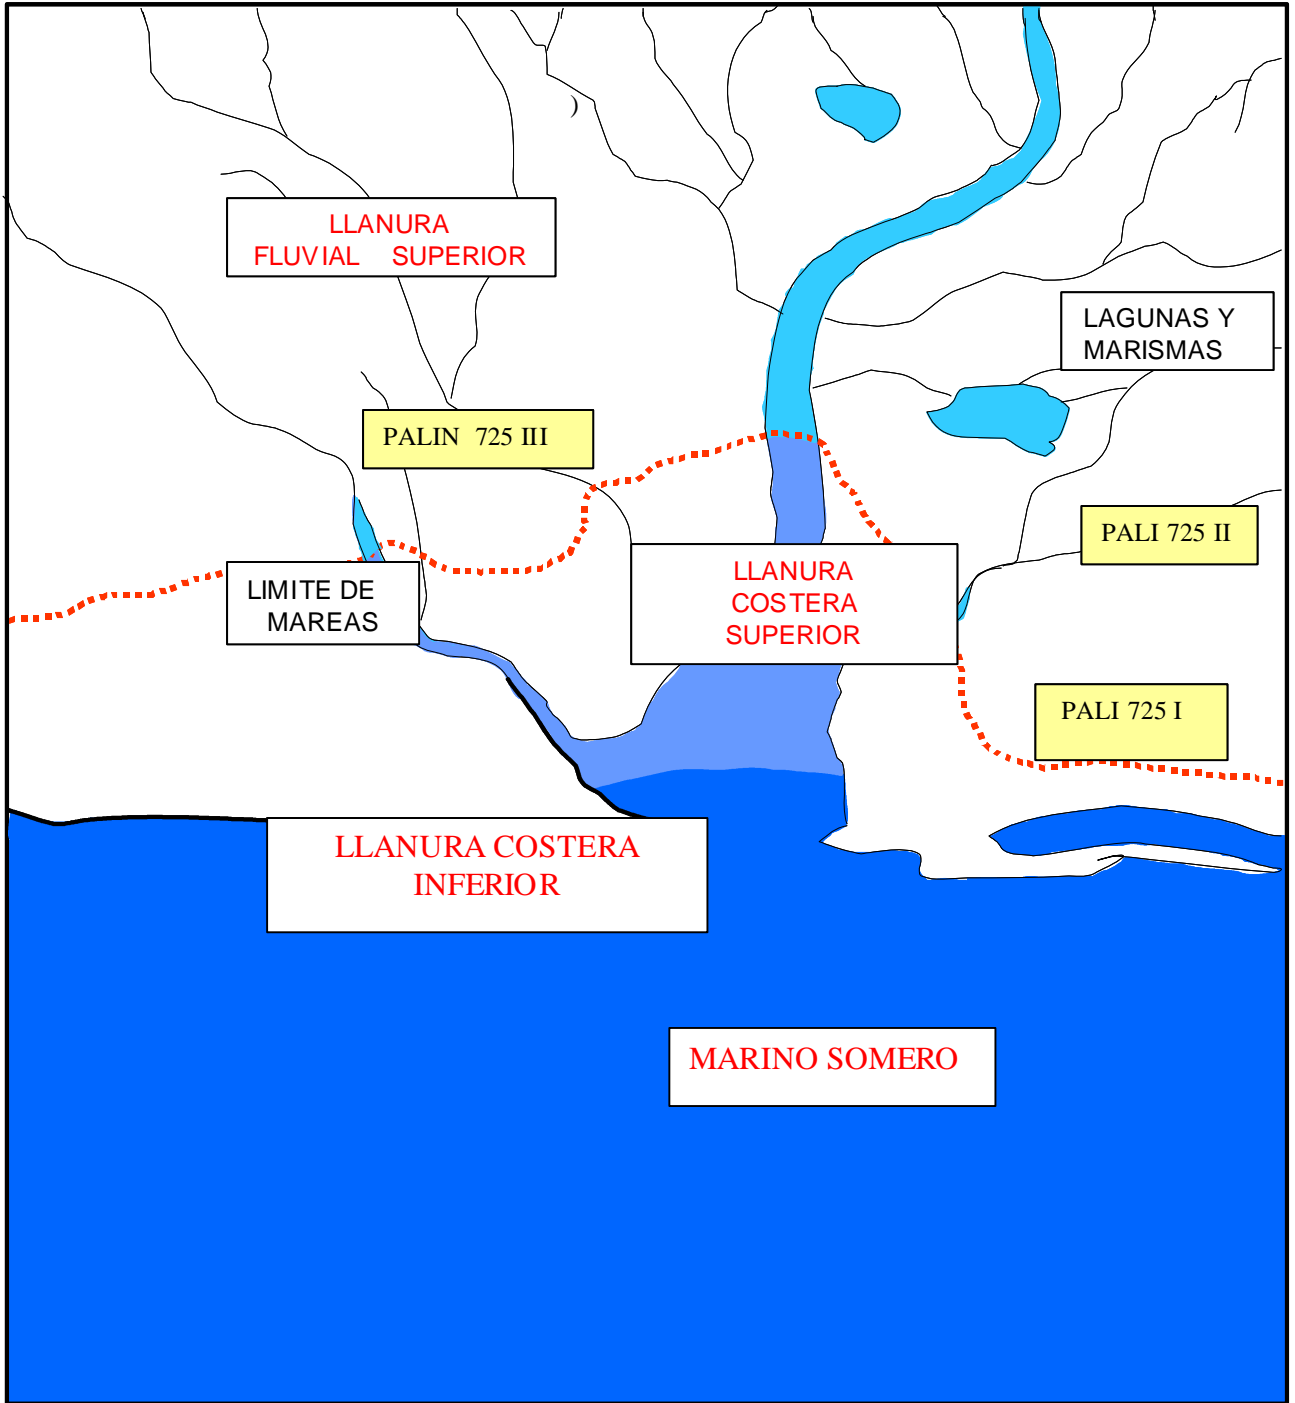 )
LLANURA
FLUVIAL SUPERIOR
LAGUNAS Y
MARISMAS
PALIN 725 III
PALI 725 II
LLANURA
COSTERA
SUPERIOR
LIMITE DE
MAREAS
PALI 725 I
LLANURA COSTERA
INFERIOR
MARINO SOMERO